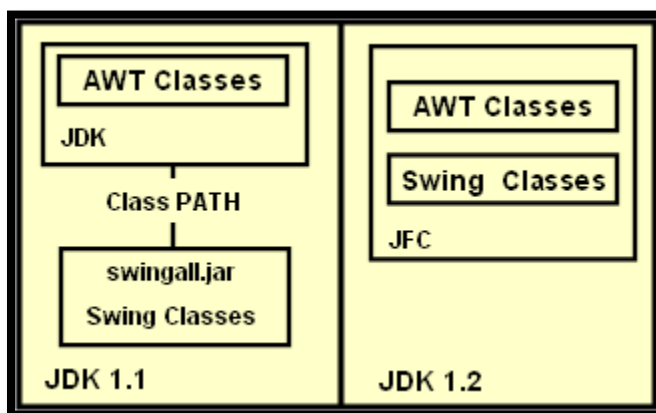 AWT Classes
JDK
Class PATH
swingall.jar
Swing Classes
JDK 1.1
AWT Classes
Swing Classes
JFC
JDK 1.2